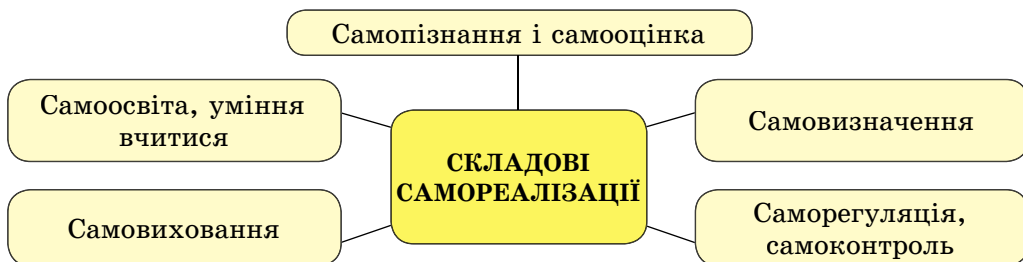 Самопізнання і самооцінка
Самоосвіта, уміння
вчитися
Самовизначення
СКЛАДОВІ
САМОРЕАЛІЗАЦІЇ
Самовиховання
Саморегуляція,
самоконтроль